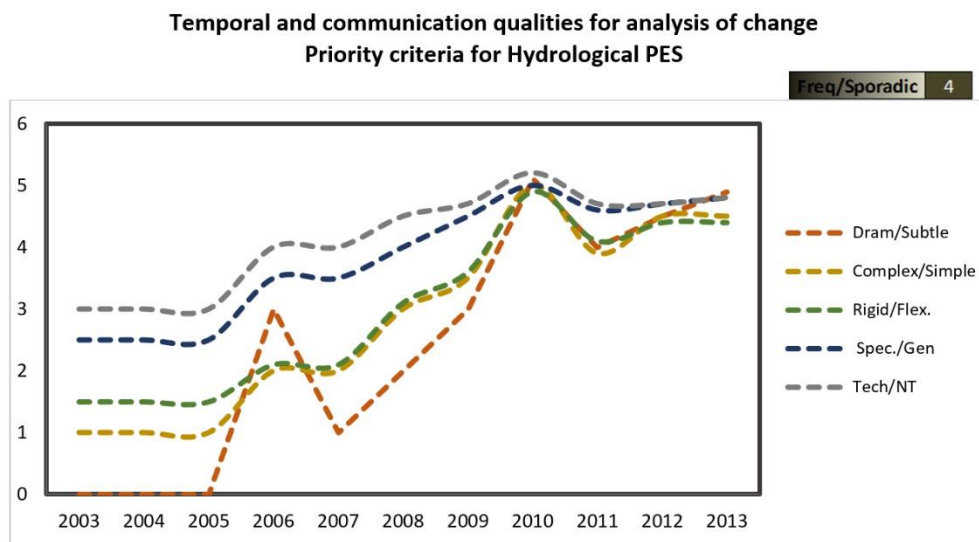 Temporal and communication qualities for analysis of change
Priority criteria for Hydrological PES
Freq/Sporadic 4
6
5
4
3
2
1
0
2003 2004 2005 2006 2007 2008 2009 2010 2011 2012 2013
Dram/Subtle
Complex/Simple
Rigid/Flex.
Spec./Gen
Tech/NT